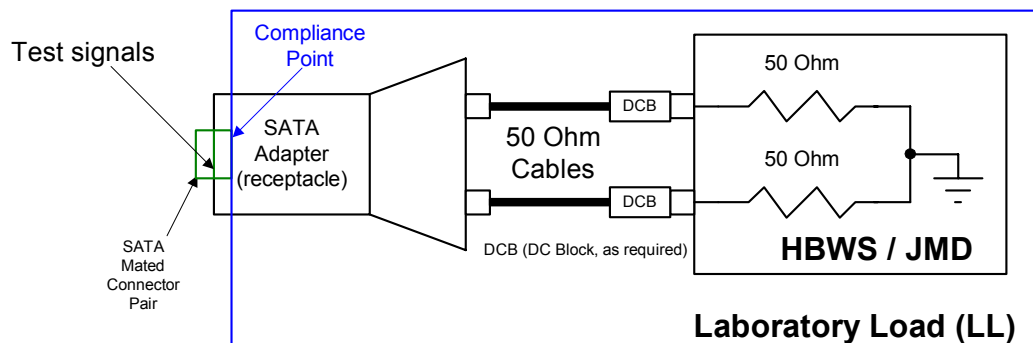 Test signals
Compliance
Point
SATA
Adapter
(receptacle)
SATA
Mated
Connector
Pair
50 Ohm
Cables
DCB
DCB
DCB (DC Block, as required)
50 Ohm
50 Ohm
HBWS / JMD
Laboratory Load (LL)